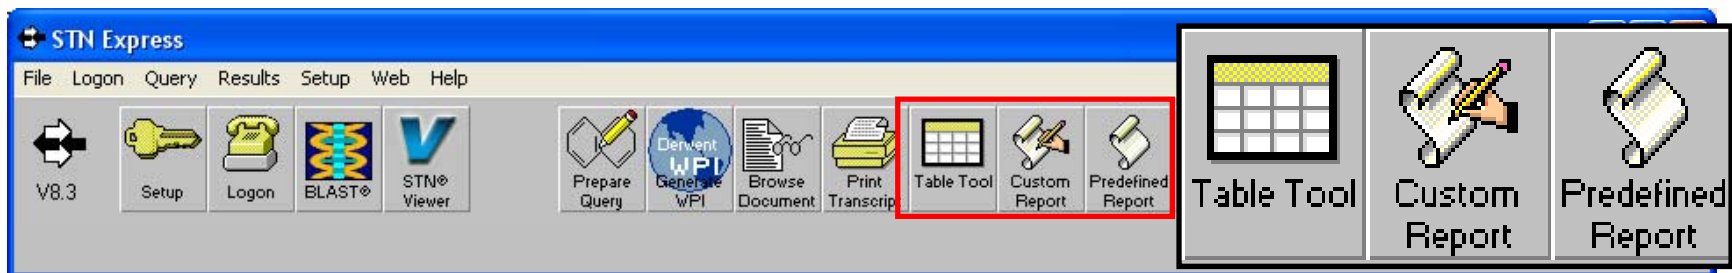 STN Express
File Logon Query Results Setup Web Help
V8.3
Setup
Logon
BLAST®
STN®
Viewer
Prepare
Query
Derwent
WPI
Generate
WPI
Browse
Document
Print
Transcript
Table Tool
Custom
Report
Predefined
Report
Table Tool
Custom
Report
Predefined
Report